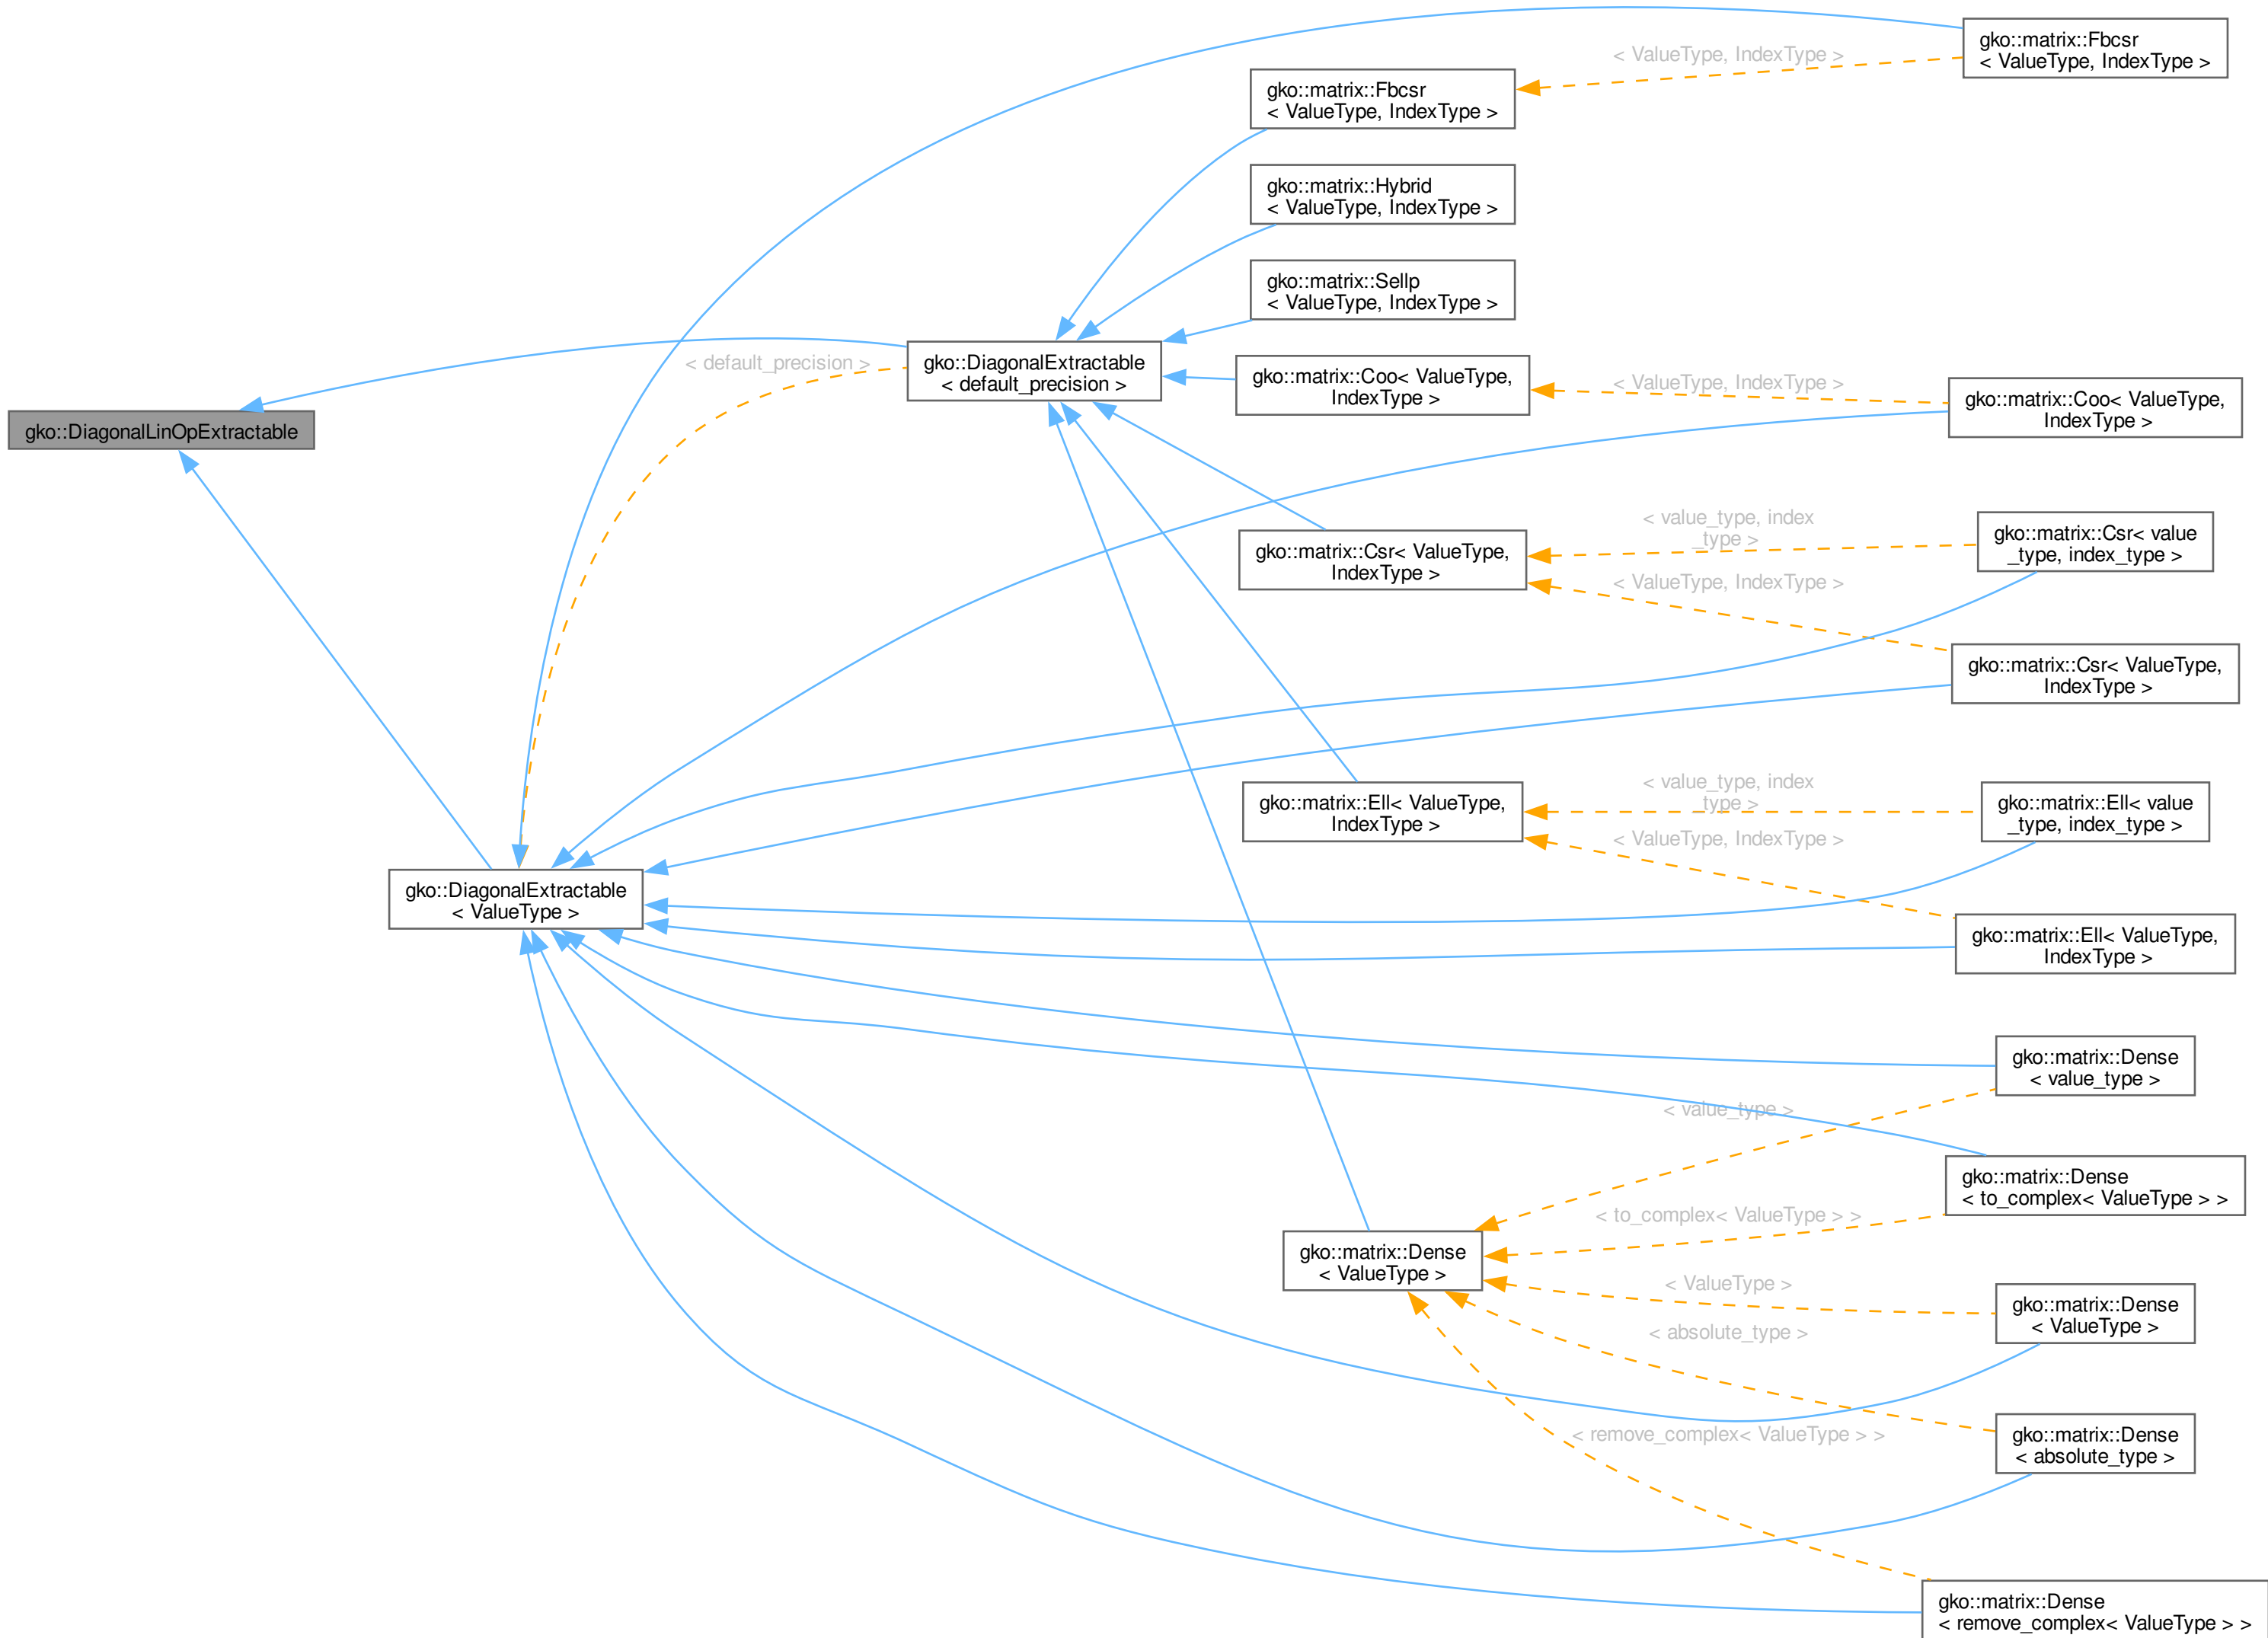 gko::DiagonalLinOpExtractable
gko::DiagonalExtractable
< ValueType >
< default_precision >
gko::DiagonalExtractable
< default_precision >
gko::matrix::Fbcsr
< ValueType, IndexType >
gko::matrix::Hybrid
< ValueType, IndexType >
gko::matrix::Sellp
< ValueType, IndexType >
gko::matrix::Coo< ValueType,
IndexType >
gko::matrix::Csr< ValueType,
IndexType >
gko::matrix::Ell< ValueType,
IndexType >
gko::matrix::Dense
< ValueType >
< ValueType, IndexType >
< ValueType, IndexType >
< value_type, index
_type >
< ValueType, IndexType >
< value_type, index
_type >
< ValueType, IndexType >
< value_type >
< to_complex< ValueType > >
< ValueType >
< absolute_type >
< remove_complex< ValueType > >
gko::matrix::Fbcsr
< ValueType, IndexType >
gko::matrix::Coo< ValueType,
IndexType >
gko::matrix::Csr< value
_type, index_type >
gko::matrix::Csr< ValueType,
IndexType >
gko::matrix::Ell< value
_type, index_type >
gko::matrix::Ell< ValueType,
IndexType >
gko::matrix::Dense
< value_type >
gko::matrix::Dense
< to_complex< ValueType > >
gko::matrix::Dense
< ValueType >
gko::matrix::Dense
< absolute_type >
gko::matrix::Dense
< remove_complex< ValueType > >